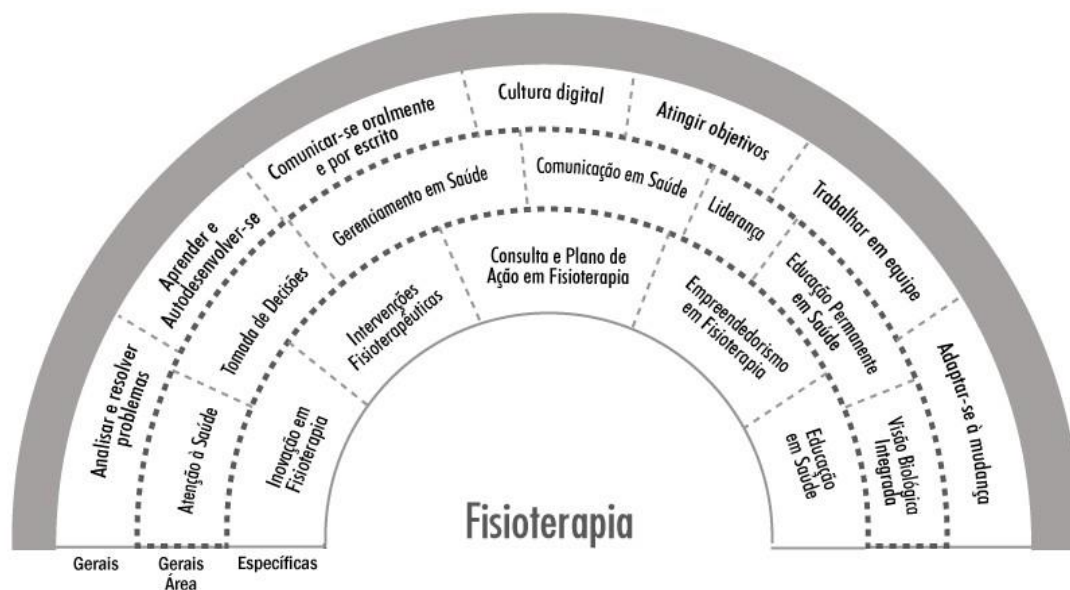 Analisar e resolver
problemas
Aprender e
Autodesenvolver-se
Comunicar-se oralmente
e por escrito
Cultura digital
Atingir objetivos
Trabalhar em equipe
Adaptar-se à mudança
Atenção à Saúde
Tomada de Decisões
Gerenciamento em Saúde
Comunicação em Saúde
Liderança
Educação Permanente
em Saúde
Visão Biológica
Integrada
Inovação em
Fisioterapia
Intervenções
Fisioterapêuticas
Consulta e Plano de
Ação em Fisioterapia
Empreendedorismo
em Fisioterapia
Educação
em Saúde
Fisioterapia
Gerais
Gerais
Área
Específicas